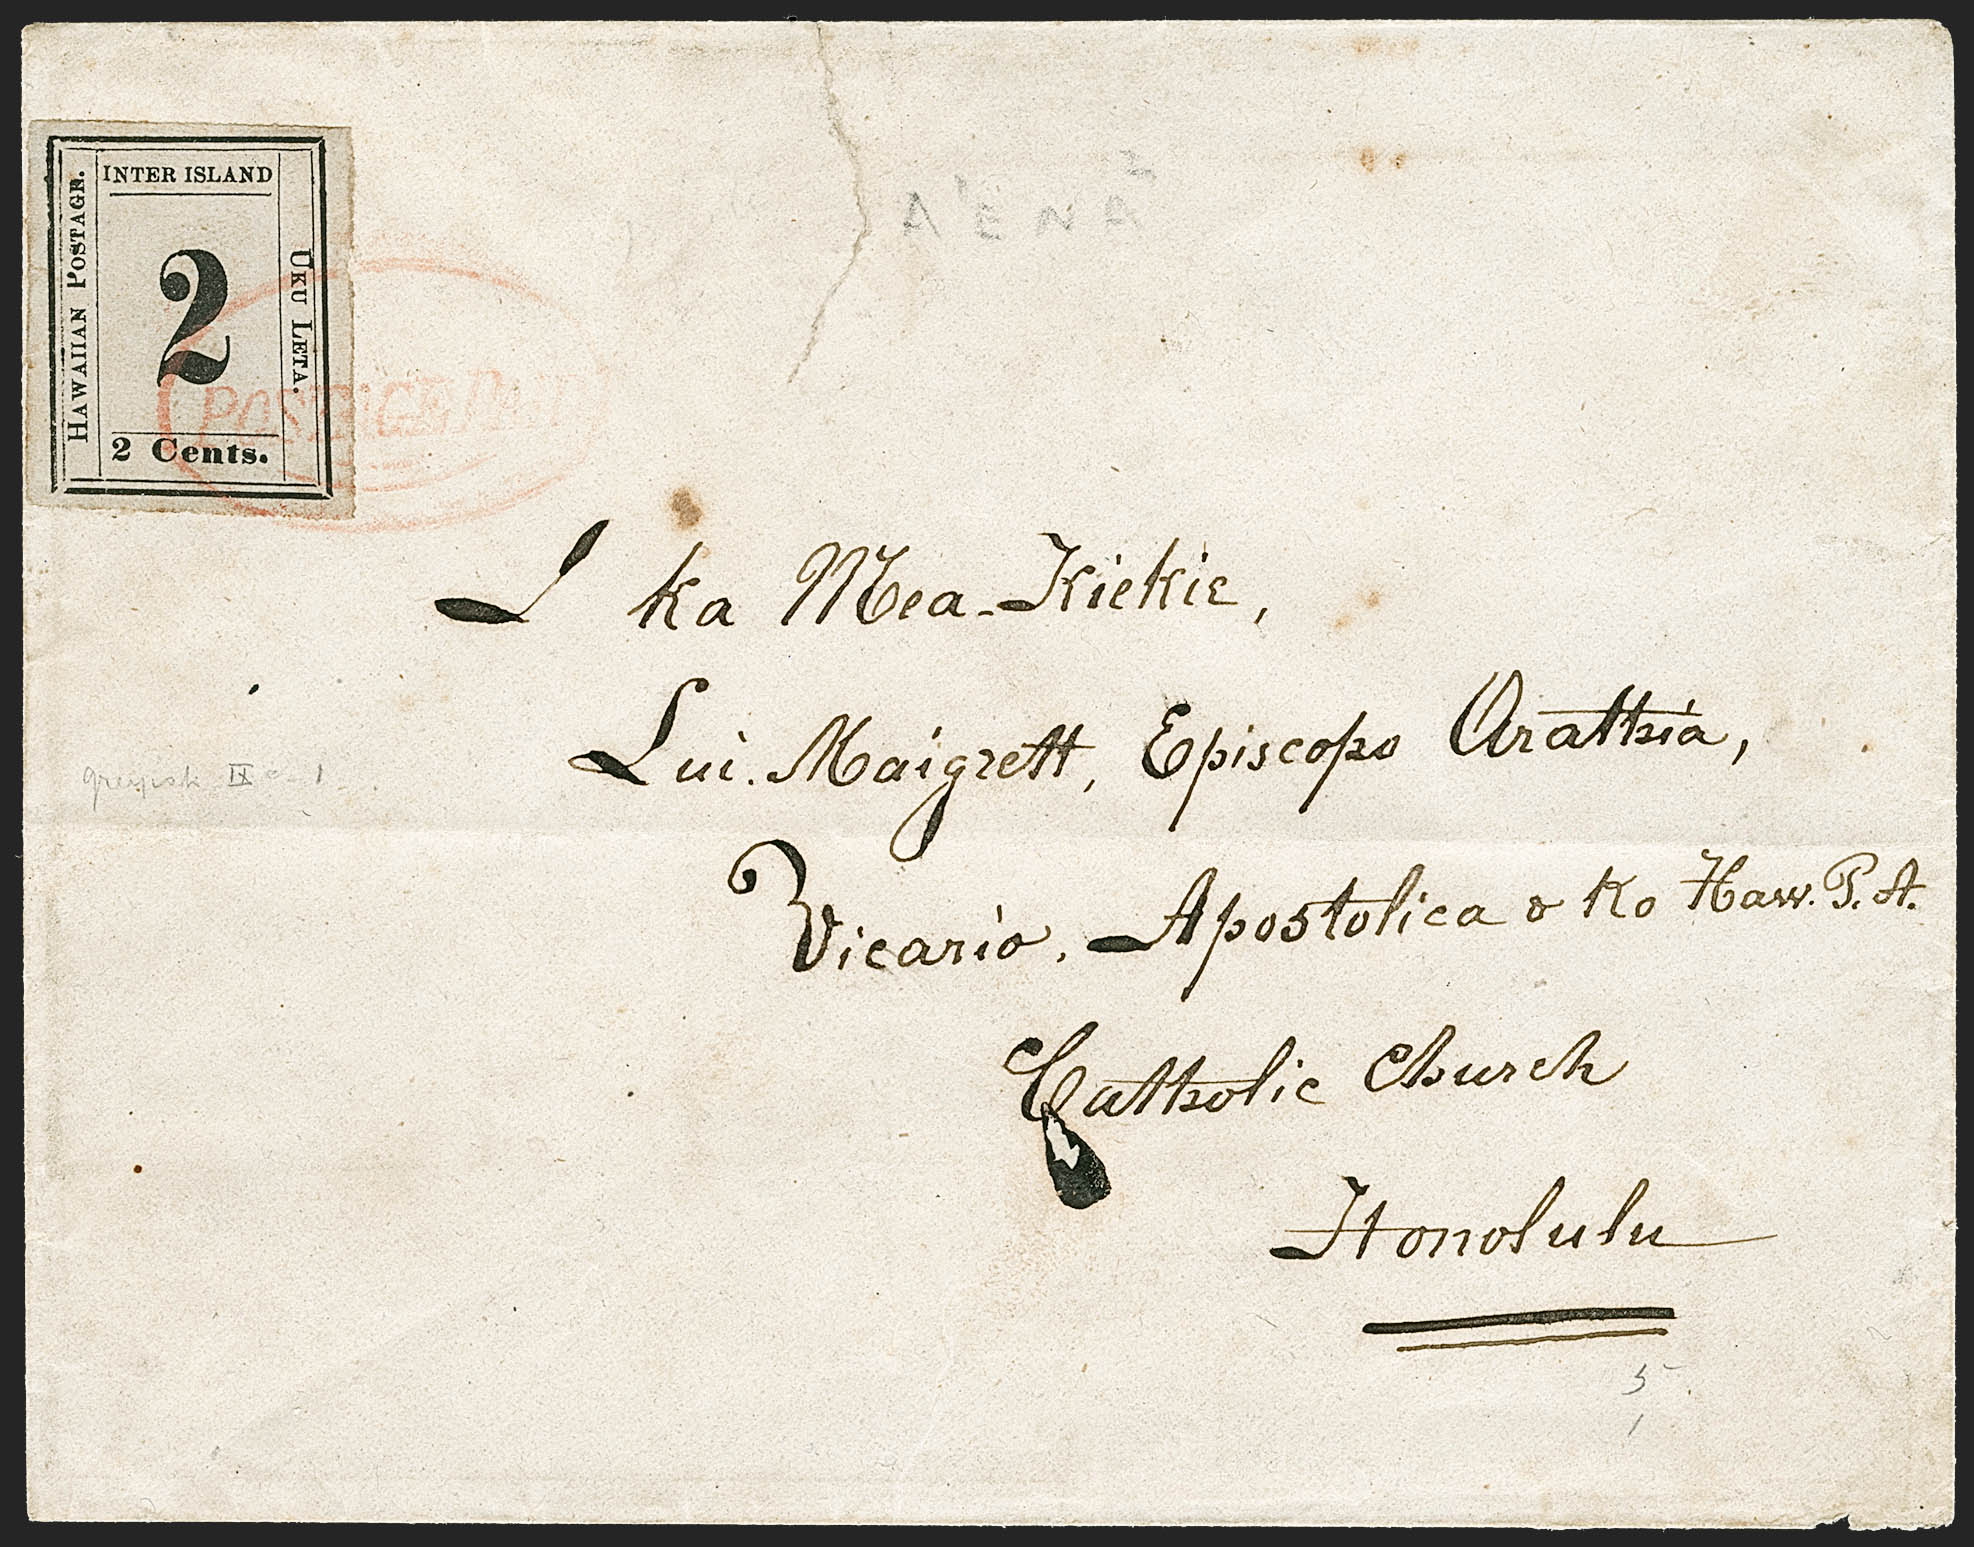 INTER ISLAND
HAWAIIAN POSTAGE.
2
UKU LETA.
2 Cents.
POSTAGE Paid
I ka Mea-Kiekie,
Lui. Maigrett, Episcopo Arathia,
Vicario, Apostolica o Ko Haw. P. A.
Catholic Church
Honolulu
5